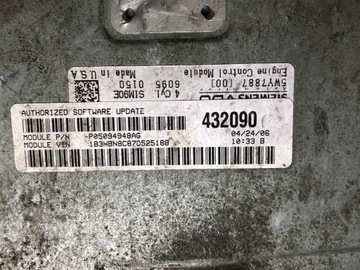 SIEMENS VDO
5WY7887 [00]
Engine Control Module
4 Cyl. 6095 0150
SIM90E Made In U.S.A
AUTHORIZED SOFTWARE UPDATE
432090
MODULE P/N -P05094948AG 04/24/06
MODULE VIN 1B3HBN8C87D525188 10:33 B